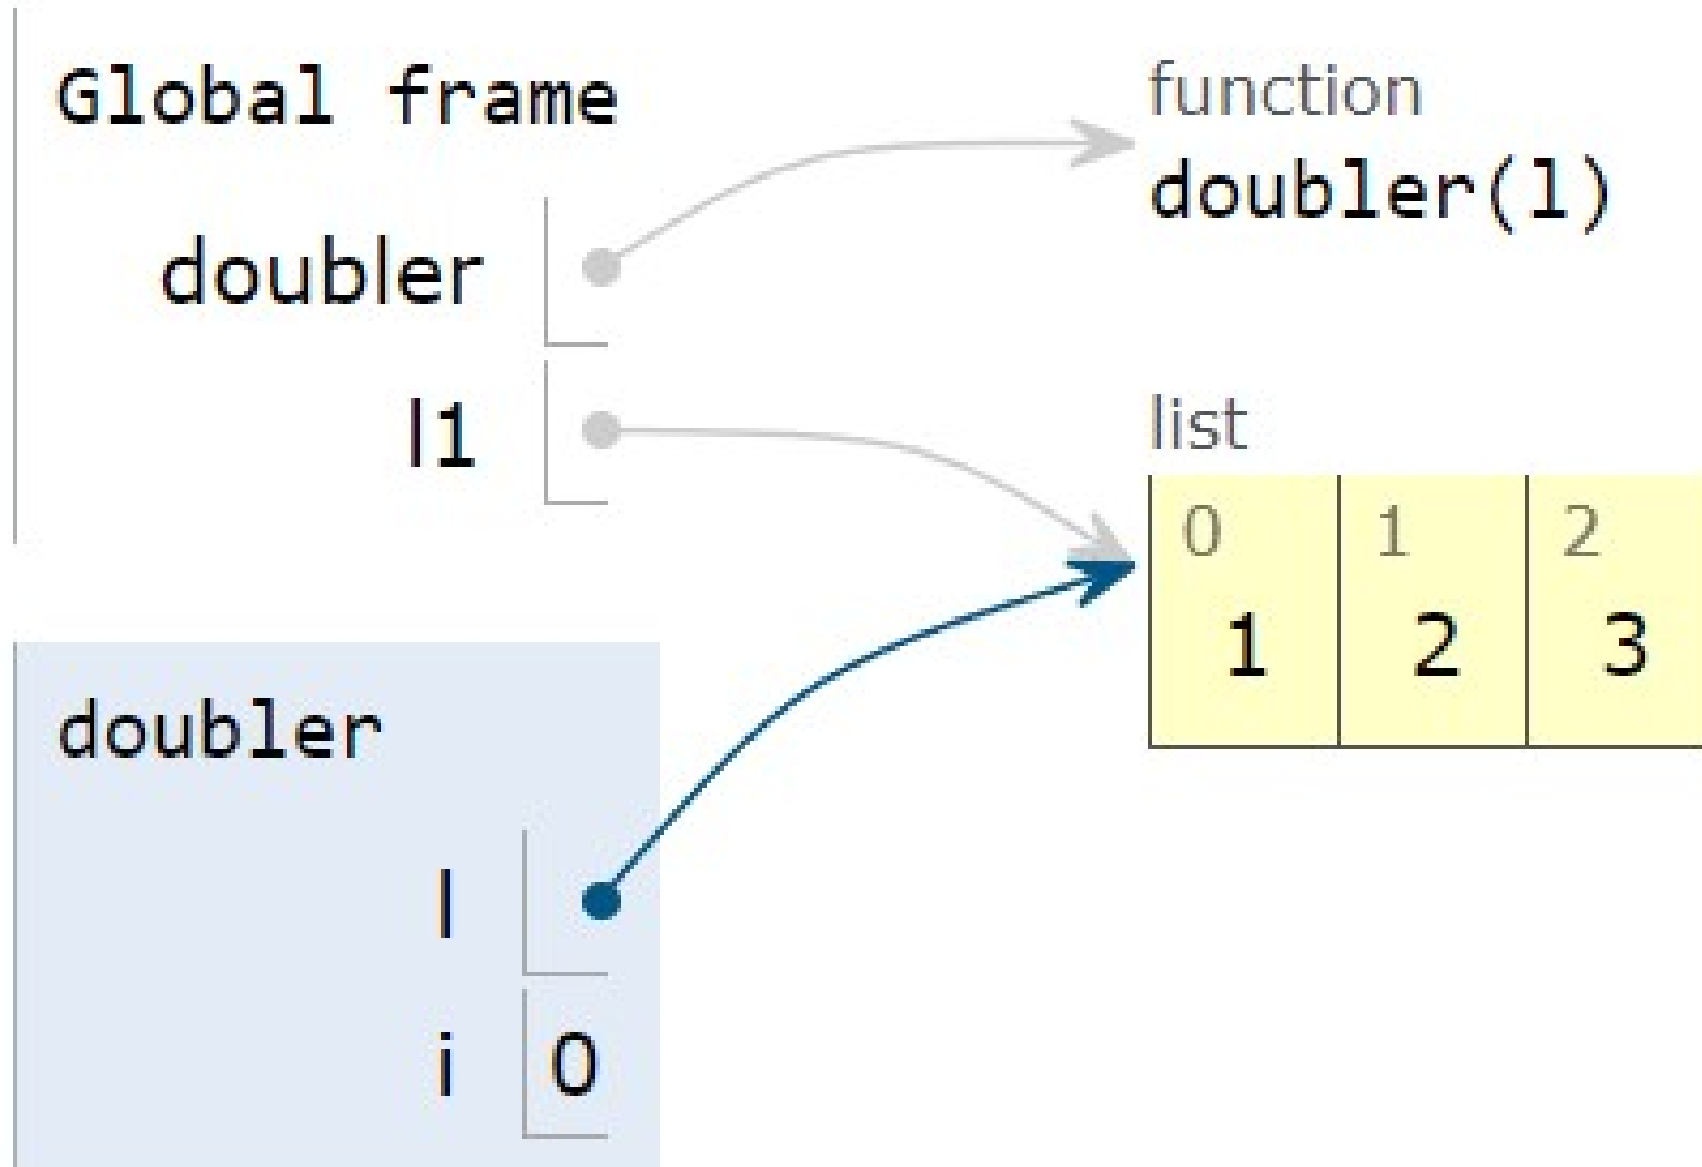 Global frame
doubler
l1
function
doubler(l)
list
0 1 2
1 2 3
doubler
l
i 0